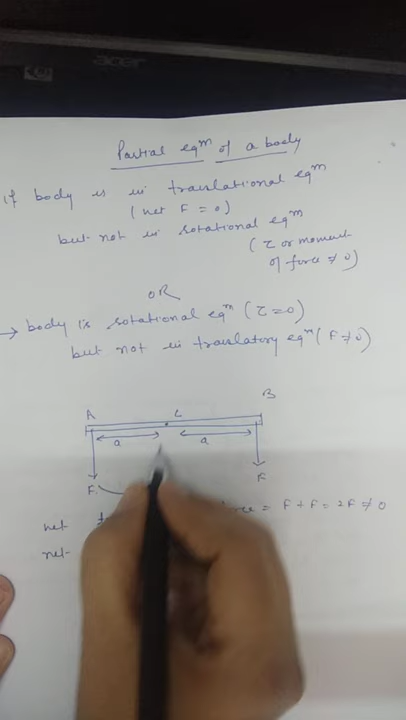 acer
hp
Partial eqm of a body
if body is in translational eqm
( net F = 0 )
but not in rotational eqm
( τ or moment
of force ≠ 0 )
OR
→ body is rotational eqm ( τ = 0 )
but not in translatory eqm ( F ≠ 0 )
A C B
a a
F F
net = F + F = 2F ≠ 0
net